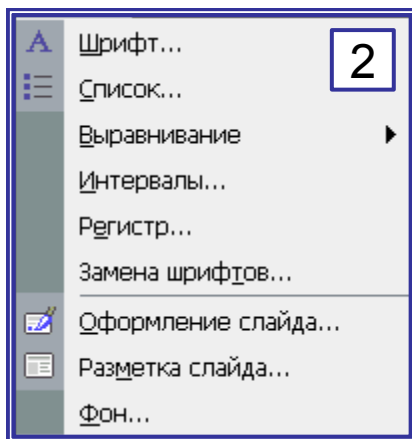 Шрифт... 2
Список...
Выравнивание
Интервалы...
Регистр...
Замена шрифтов...
Оформление слайда...
Разметка слайда...
Фон...